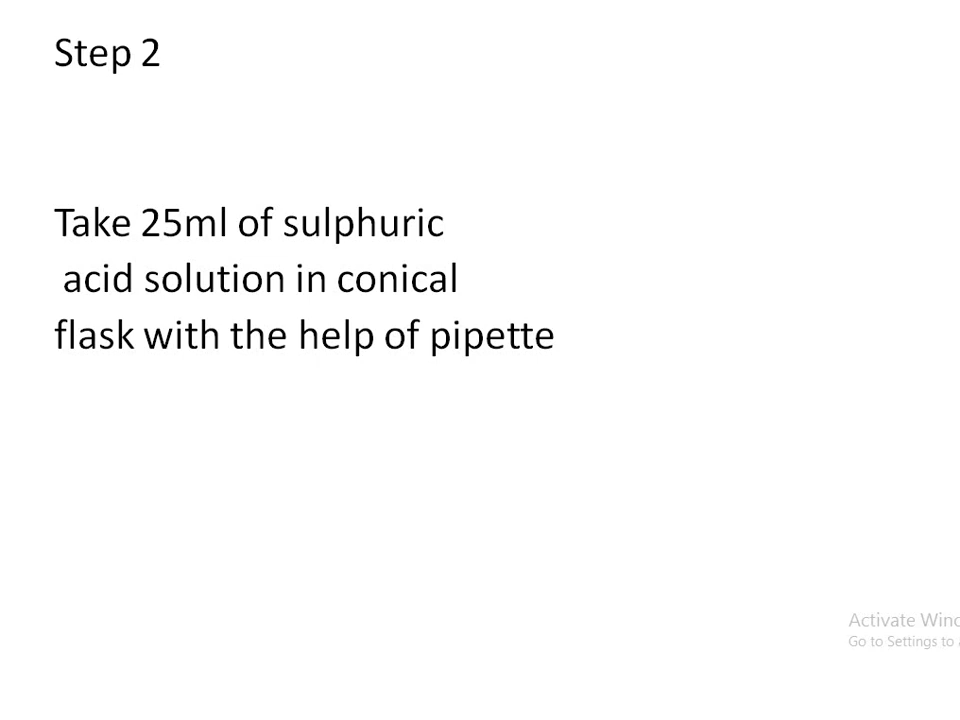 Step 2
Take 25ml of sulphuric
acid solution in conical
flask with the help of pipette
Activate Wind
Go to Settings to